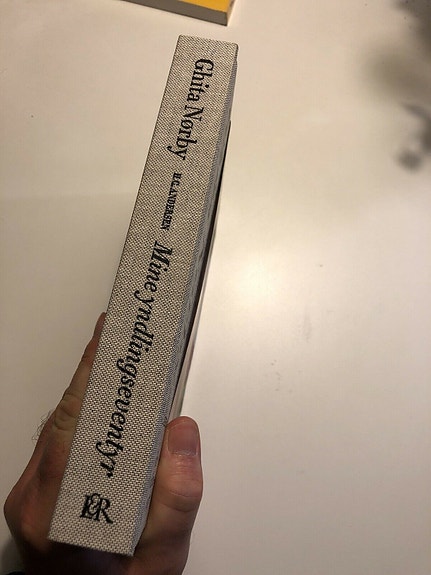 Ghita Nørby
H.C. ANDERSEN
Mine yndlingseventyr
L&R